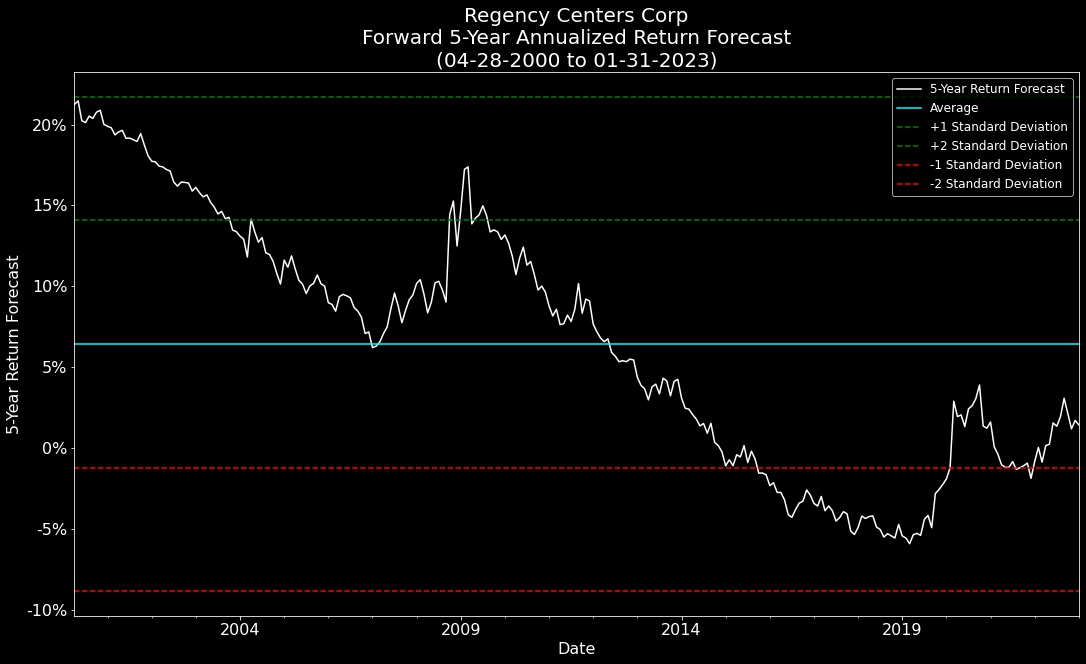 Regency Centers Corp
Forward 5-Year Annualized Return Forecast
(04-28-2000 to 01-31-2023)
5-Year Return Forecast
Average
+1 Standard Deviation
+2 Standard Deviation
-1 Standard Deviation
-2 Standard Deviation
5-Year Return Forecast
20%
15%
10%
5%
0%
-5%
-10%
2004
2009
2014
2019
Date